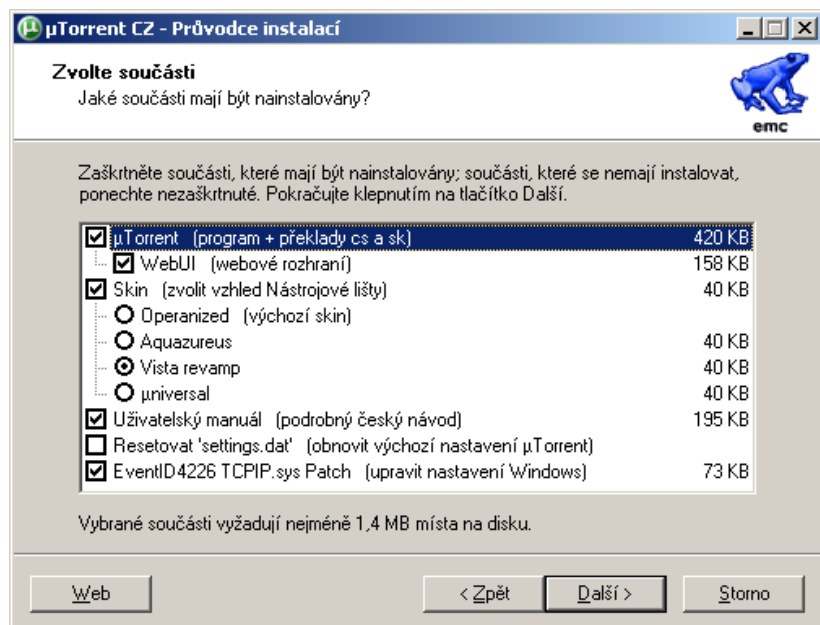 µTorrent CZ - Průvodce instalací
Zvolte součásti
Jaké součásti mají být nainstalovány?
emc
Zaškrtněte součásti, které mají být nainstalovány; součásti, které se nemají instalovat,
ponechte nezaškrtnuté. Pokračujte klepnutím na tlačítko Další.
µTorrent (program + překlady cs a sk) 420 KB
WebUI (webové rozhraní) 158 KB
Skin (zvolit vzhled Nástrojové lišty) 40 KB
Operanized (výchozí skin)
Aquazureus 40 KB
Vista revamp 40 KB
µniversal 40 KB
Uživatelský manuál (podrobný český návod) 195 KB
Resetovat 'settings.dat' (obnovit výchozí nastavení µTorrent)
EventID4226 TCPIP.sys Patch (upravit nastavení Windows) 73 KB
Vybrané součásti vyžadují nejméně 1,4 MB místa na disku.
Web < Zpět Další > Storno